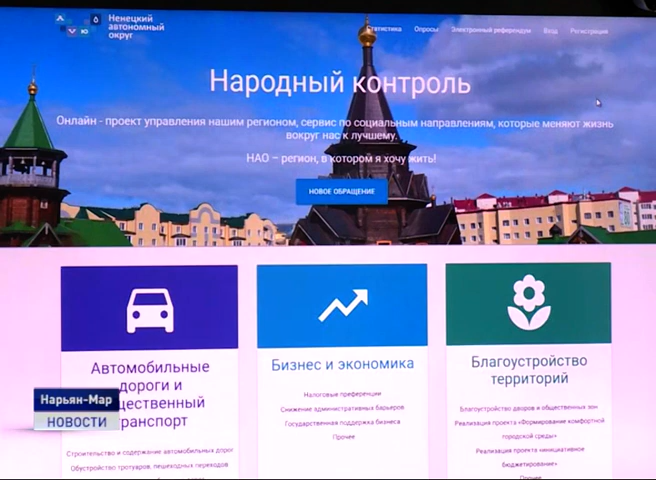 Ненецкий
автономный
округ
Статистика Опросы Электронный референдум Вход Регистрация
Народный контроль
Онлайн - проект управления нашим регионом, сервис по социальным направлениям, которые меняют жизнь
вокруг нас к лучшему.
НАО – регион, в котором я хочу жить!
НОВОЕ ОБРАЩЕНИЕ
Автомобильные
дороги и
общественный
транспорт
Строительство и содержание автомобильных дорог
Обустройство тротуаров, пешеходных переходов
Бизнес и экономика
Налоговые преференции
Снижение административных барьеров
Государственная поддержка бизнеса
Прочее
Благоустройство
территорий
Благоустройство дворов и общественных зон
Реализация проекта «Формирование комфортной
городской среды»
Реализация проекта «инициативное
бюджетирование»
Прочее
Нарьян-Мар
НОВОСТИ